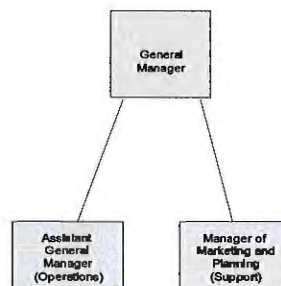 General
Manager
Assistant
General
Manager
(Operations)
Manager of
Marketing and
Planning
(Support)